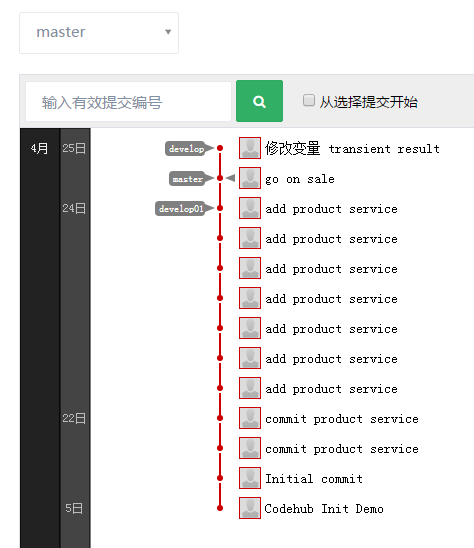 master
输入有效提交编号
从选择提交开始
4月 25日 develop 修改变量 transient result
master go on sale
24日 develop01 add product service
add product service
add product service
add product service
add product service
add product service
add product service
22日 commit product service
commit product service
Initial commit
5日 Codehub Init Demo